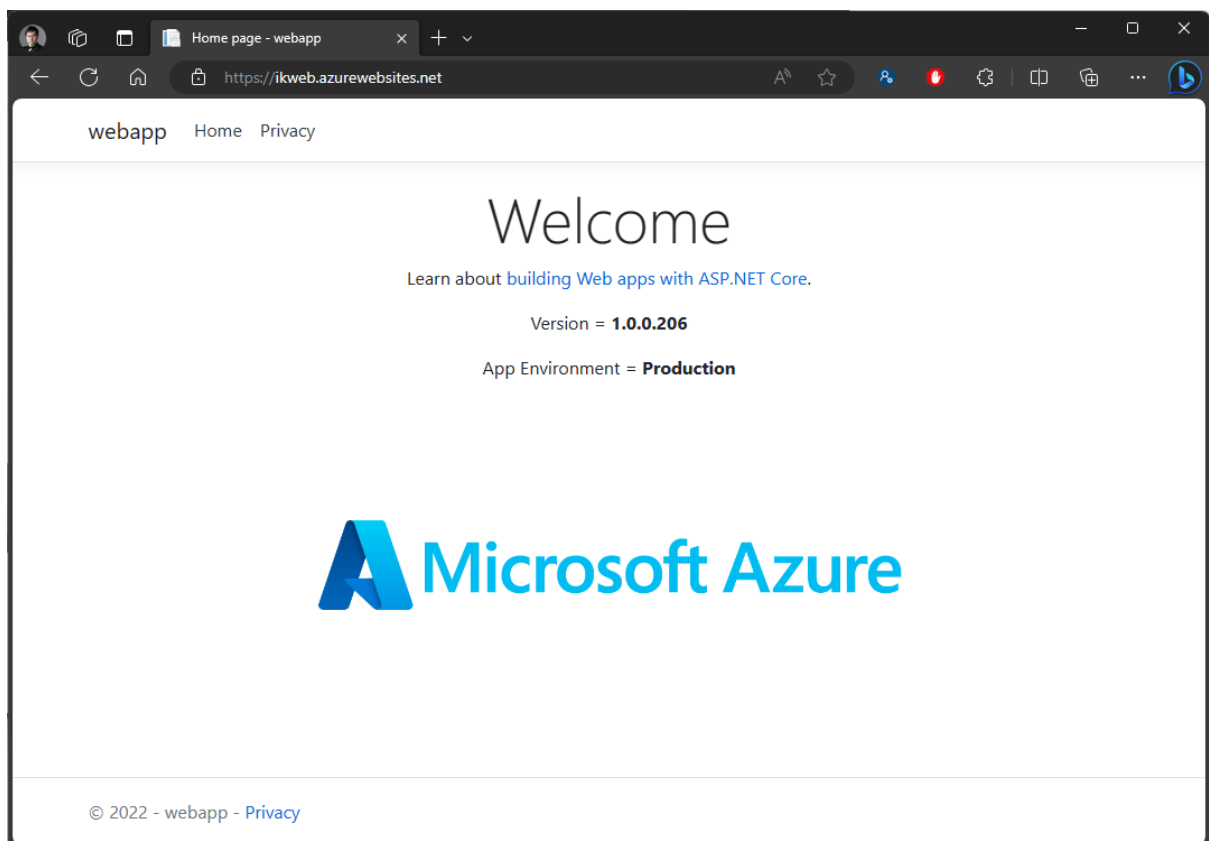 Home page - webapp
https://ikweb.azurewebsites.net
webapp Home Privacy
Welcome
Learn about building Web apps with ASP.NET Core.
Version = 1.0.0.206
App Environment = Production
Microsoft Azure
© 2022 - webapp - Privacy